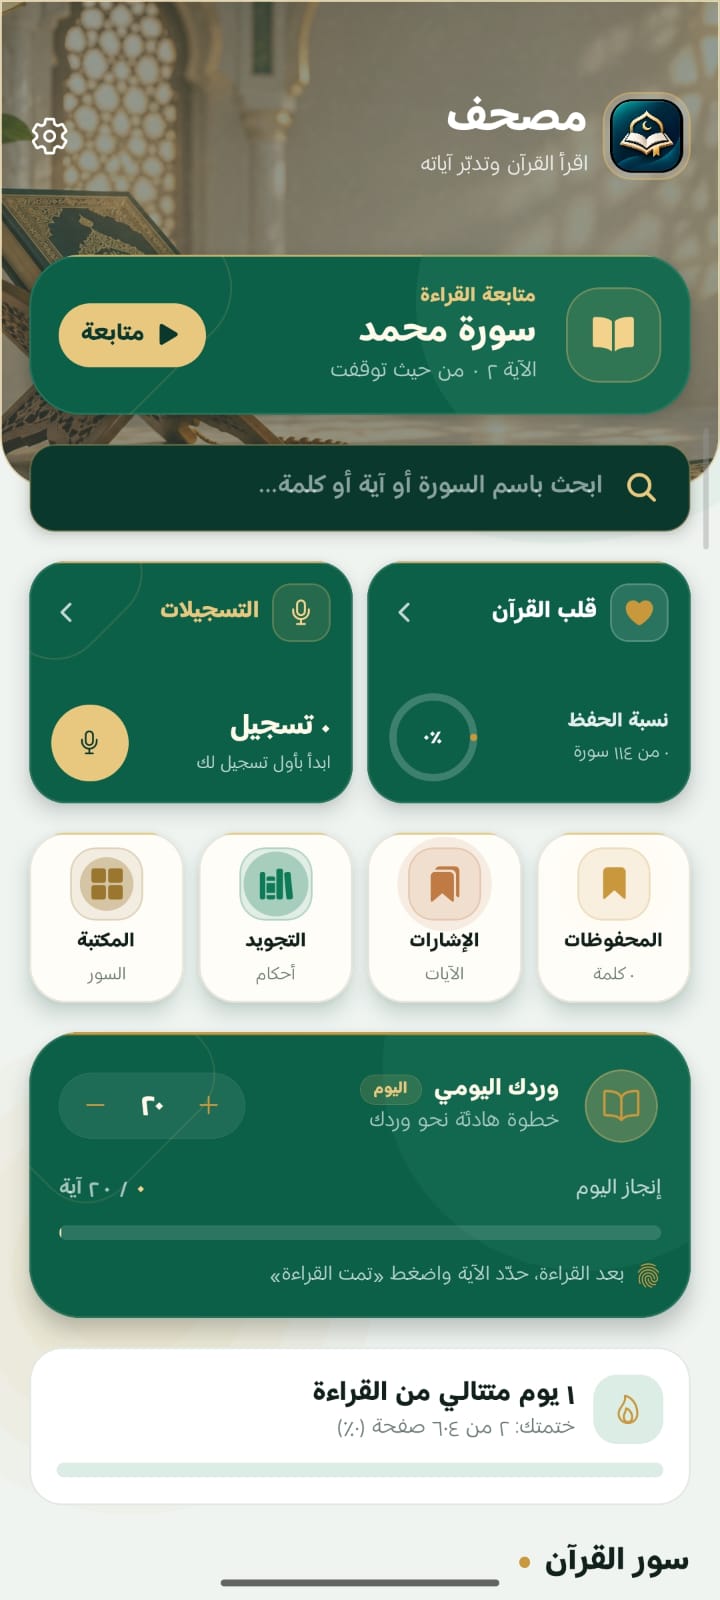 مصحف
اقرأ القرآن وتدبّر آياته
متابعة القراءة
سورة محمد
الآية ٢ · من حيث توقفت
متابعة
ابحث باسم السورة أو آية أو كلمة...
قلب القرآن
نسبة الحفظ
٠ من ١١٤ سورة
٠٪
التسجيلات
٠ تسجيل
ابدأ بأول تسجيل لك
المحفوظات
٠ كلمة
الإشارات
الآيات
التجويد
أحكام
المكتبة
السور
وردك اليومي
اليوم
خطوة هادئة نحو وردك
+ ٢٠ −
إنجاز اليوم
٠ / ٢٠ آية
بعد القراءة، حدّد الآية واضغط «تمت القراءة»
١ يوم متتالي من القراءة
ختمتك: ٢ من ٦٠٤ صفحة (٠٪)
سور القرآن